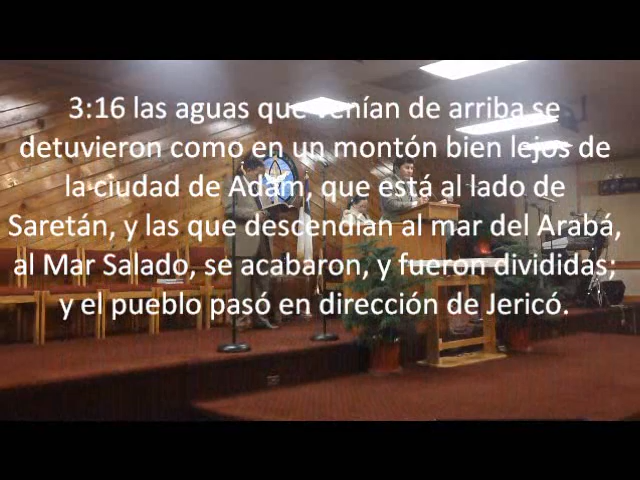 3:16 las aguas que venían de arriba se
detuvieron como en un montón bien lejos de
la ciudad de Adam, que está al lado de
Saretán, y las que descendían al mar del Arabá,
al Mar Salado, se acabaron, y fueron divididas;
y el pueblo pasó en dirección de Jericó.